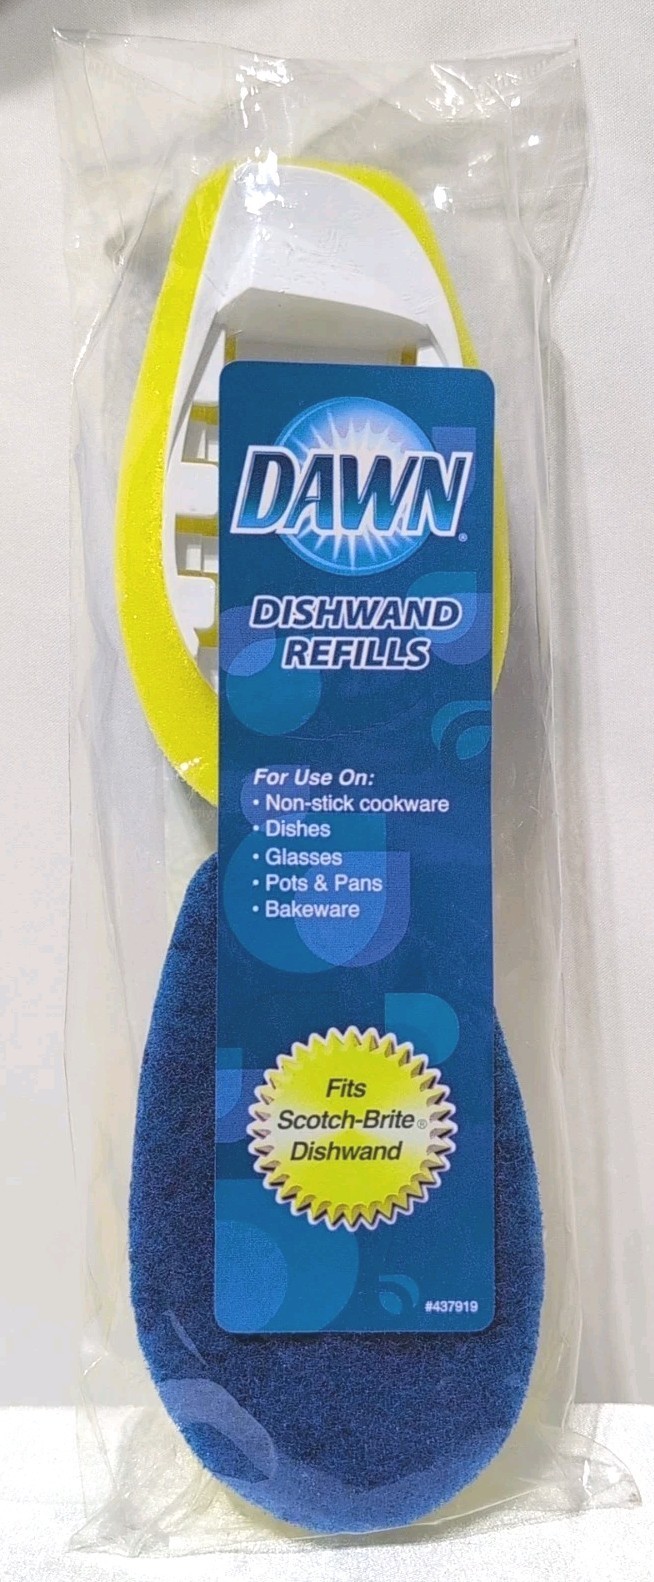 DAWN®
DISHWAND
REFILLS
For Use On:
• Non-stick cookware
• Dishes
• Glasses
• Pots & Pans
• Bakeware
Fits
Scotch-Brite®
Dishwand
#437919